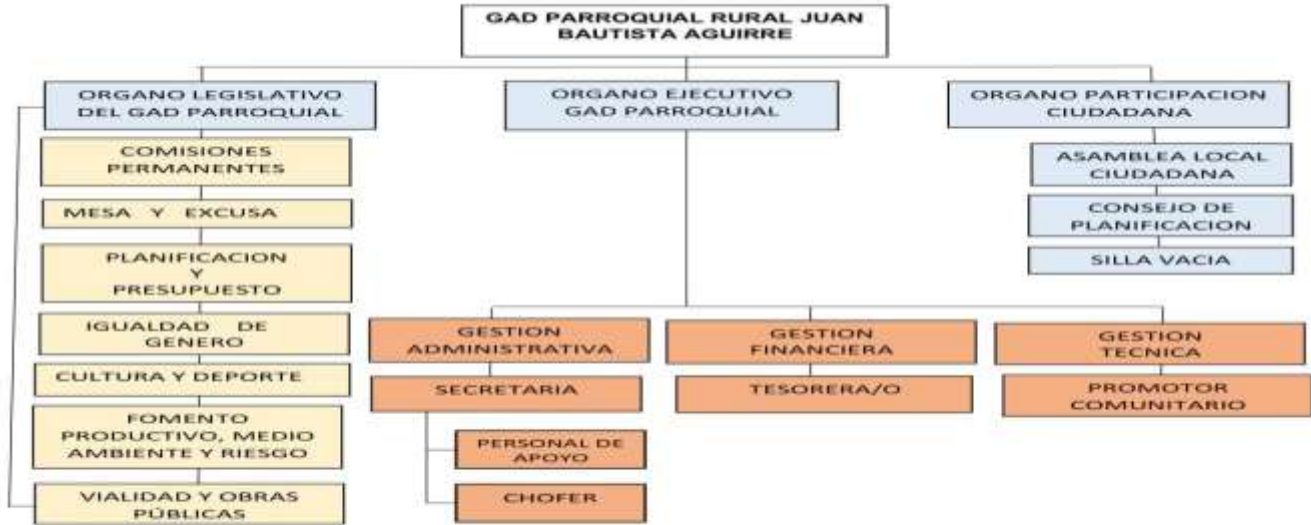 GAD PARROQUIAL RURAL JUAN
BAUTISTA AGUIRRE
ORGANO LEGISLATIVO
DEL GAD PARROQUIAL
COMISIONES
PERMANENTES
MESA Y EXCUSA
PLANIFICACION
Y
PRESUPUESTO
IGUALDAD DE
GENERO
CULTURA Y DEPORTE
FOMENTO
PRODUCTIVO, MEDIO
AMBIENTE Y RIESGO
VIALIDAD Y OBRAS
PÚBLICAS
ORGANO EJECUTIVO
GAD PARROQUIAL
GESTION
ADMINISTRATIVA
SECRETARIA
PERSONAL DE
APOYO
CHOFER
GESTION
FINANCIERA
TESORERA/O
GESTION
TECNICA
PROMOTOR
COMUNITARIO
ORGANO PARTICIPACION
CIUDADANA
ASAMBLEA LOCAL
CIUDADANA
CONSEJO DE
PLANIFICACION
SILLA VACIA